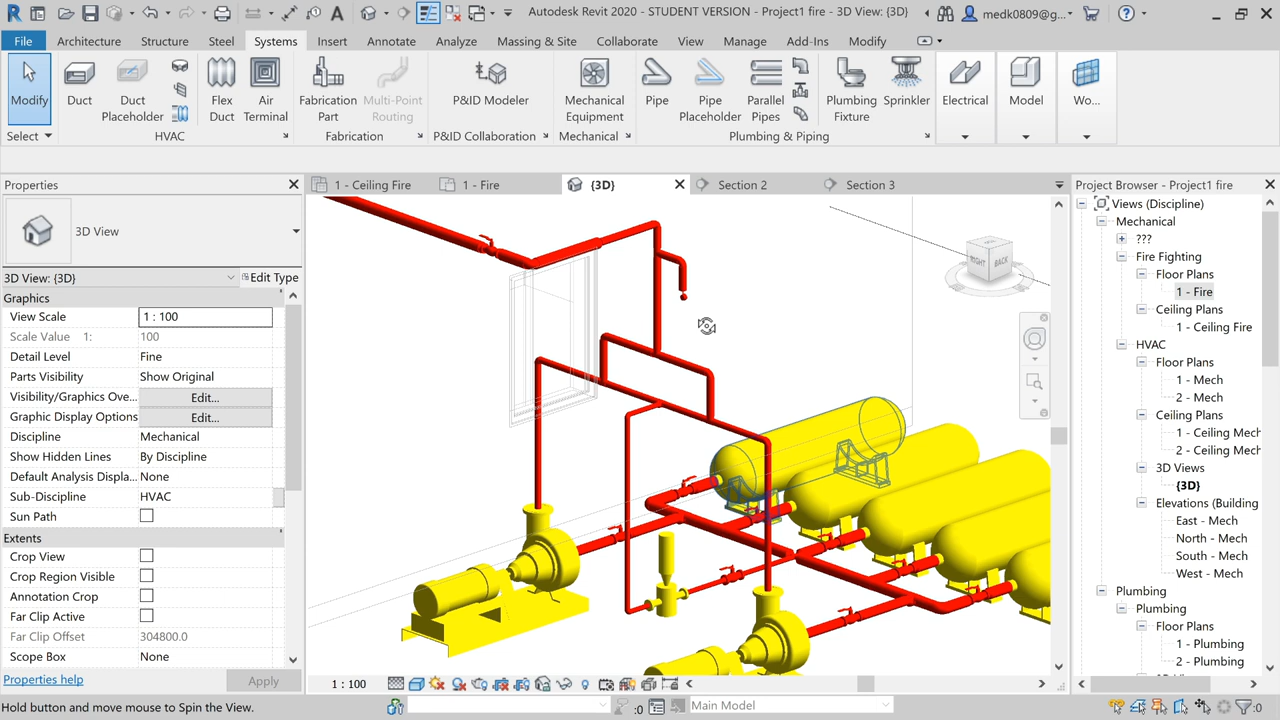 Autodesk Revit 2020 - STUDENT VERSION - Project1 fire - 3D View: {3D}
medk0809@g...
File Architecture Structure Steel Systems Insert Annotate Analyze Massing & Site Collaborate View Manage Add-Ins Modify
Modify
Duct
Duct Placeholder
Flex Duct
Air Terminal
Fabrication Part
Multi-Point Routing
P&ID Modeler
Mechanical Equipment
Pipe
Pipe Placeholder
Parallel Pipes
Plumbing Fixture
Sprinkler
Electrical
Model
Wo...
Select HVAC Fabrication P&ID Collaboration Mechanical Plumbing & Piping
Properties
1 - Ceiling Fire 1 - Fire {3D} Section 2 Section 3
Project Browser - Project1 fire
3D View
3D View: {3D} Edit Type
Graphics
View Scale 1 : 100
Scale Value 1: 100
Detail Level Fine
Parts Visibility Show Original
Visibility/Graphics Ove... Edit...
Graphic Display Options Edit...
Discipline Mechanical
Show Hidden Lines By Discipline
Default Analysis Displa... None
Sub-Discipline HVAC
Sun Path
Extents
Crop View
Crop Region Visible
Annotation Crop
Far Clip Active
Far Clip Offset 304800.0
Scope Box None
Properties help Apply
RIGHT BACK
Views (Discipline)
Mechanical
???
Fire Fighting
Floor Plans
1 - Fire
Ceiling Plans
1 - Ceiling Fire
HVAC
Floor Plans
1 - Mech
2 - Mech
Ceiling Plans
1 - Ceiling Mech
2 - Ceiling Mech
3D Views
{3D}
Elevations (Building
East - Mech
North - Mech
South - Mech
West - Mech
Plumbing
Plumbing
Floor Plans
1 - Plumbing
2 - Plumbing
1 : 100
Hold button and move mouse to Spin the View.
:0
Main Model
:0